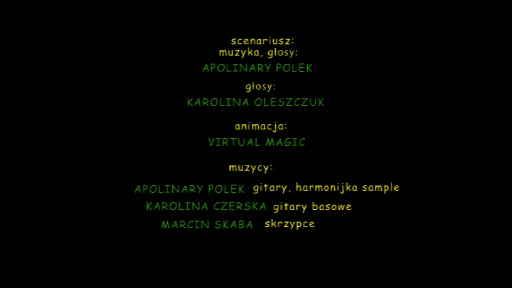 scenariusz:
muzyka, głosy:
APOLINARY POLEK
głosy:
KAROLINA OLESZCZUK
animacja:
VIRTUAL MAGIC
muzycy:
APOLINARY POLEK gitary, harmonijka sample
KAROLINA CZERSKA gitary basowe
MARCIN SKABA skrzypce